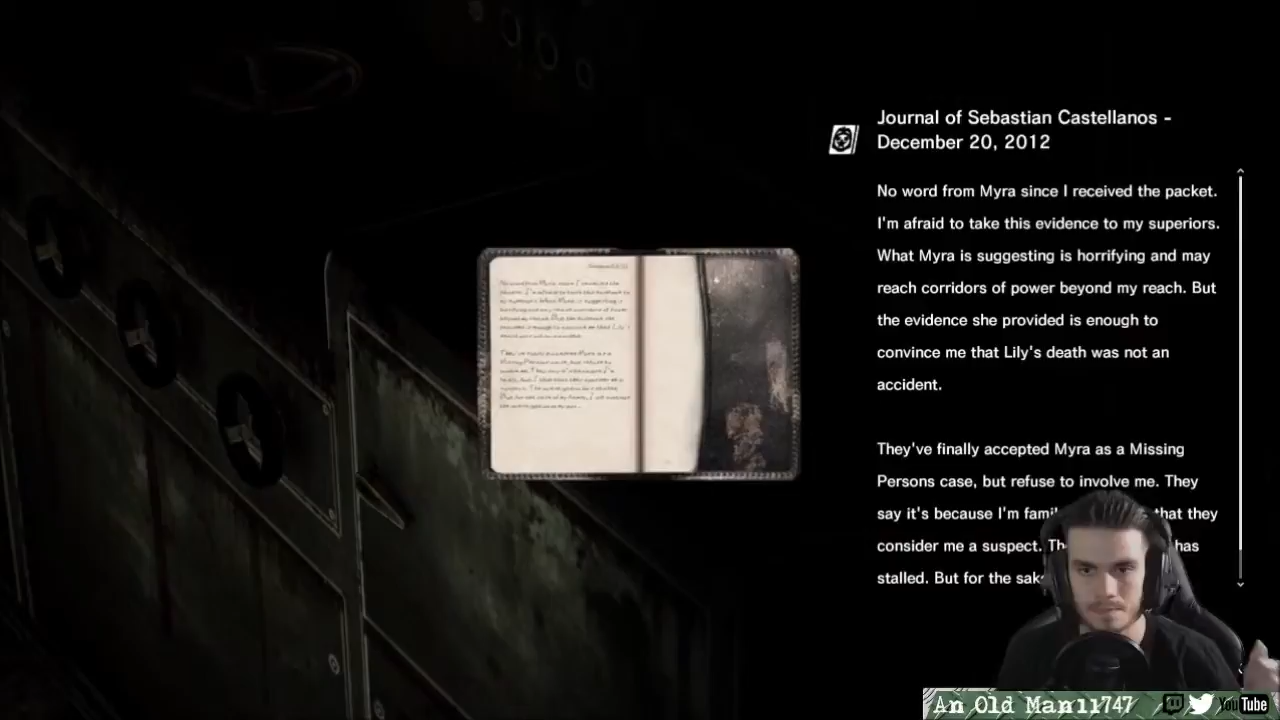 Journal of Sebastian Castellanos -
December 20, 2012
No word from Myra since I received the packet.
I'm afraid to take this evidence to my superiors.
What Myra is suggesting is horrifying and may
reach corridors of power beyond my reach. But
the evidence she provided is enough to
convince me that Lily's death was not an
accident.
They've finally accepted Myra as a Missing
Persons case, but refuse to involve me. They
say it's because I'm that they
consider me a suspect. has
stalled. But for the
An Old Man11747
YouTube